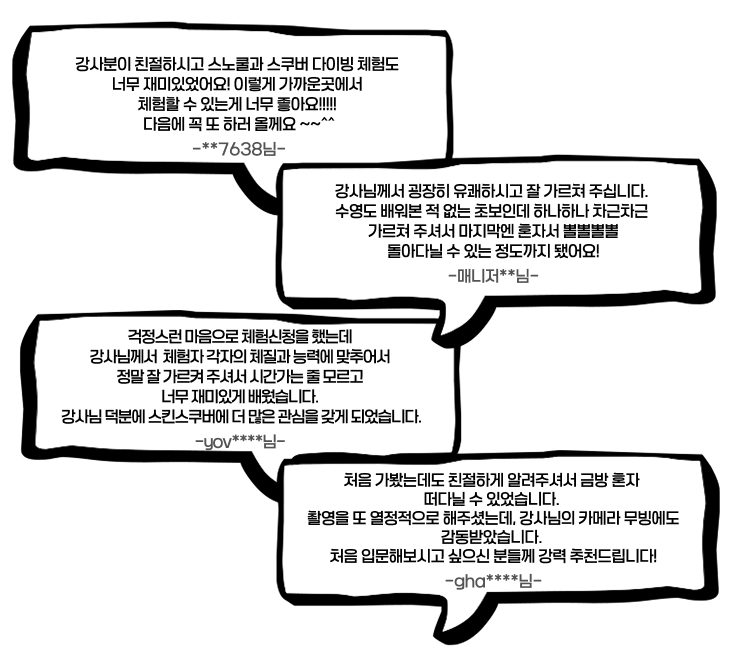 강사분이 친절하시고 스노쿨과 스쿠버 다이빙 체험도
너무 재미있었어요! 이렇게 가까운곳에서
체험할 수 있는게 너무 좋아요!!!!!
다음에 꼭 또 하러 올께요 ~~^^
-**7638님-
강사님께서 굉장히 유쾌하시고 잘 가르쳐 주십니다.
수영도 배워본 적 없는 초보인데 하나하나 차근차근
가르쳐 주셔서 마지막엔 혼자서 뽈뽈뽈뽈
돌아다닐 수 있는 정도까지 됐어요!
-매니저**님-
걱정스런 마음으로 체험신청을 했는데
강사님께서 체험자 각자의 체질과 능력에 맞추어서
정말 잘 가르켜 주셔서 시간가는 줄 모르고
너무 재미있게 배웠습니다.
강사님 덕분에 스킨스쿠버에 더 많은 관심을 갖게 되었습니다.
-yov****님-
처음 가봤는데도 친절하게 알려주셔서 금방 혼자
떠다닐 수 있었습니다.
촬영을 또 열정적으로 해주셨는데, 강사님의 카메라 무빙에도
감동받았습니다.
처음 입문해보시고 싶으신 분들께 강력 추천드립니다!
-gha****님-